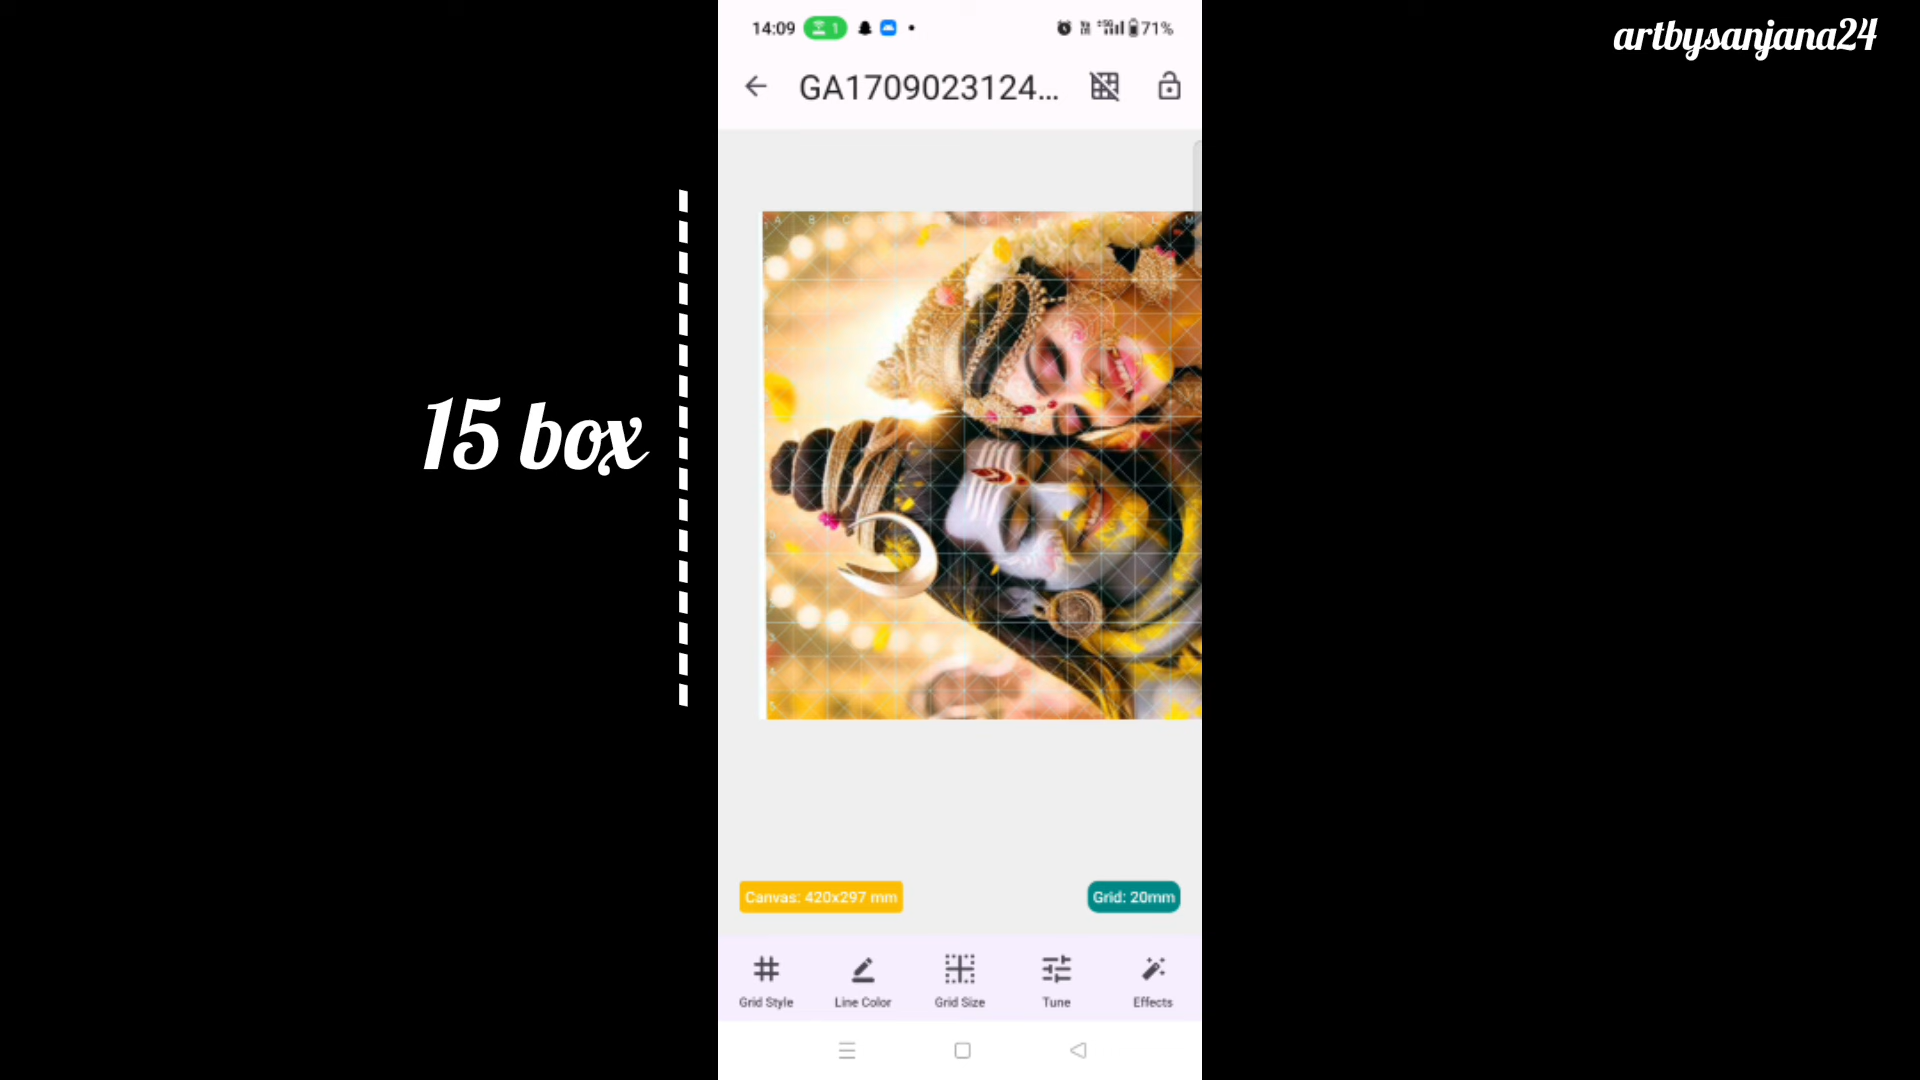 14:09 1 71%
artbysanjana24
GA1709023124...
A B C G H K L M
15 box
Canvas: 420x297 mm
Grid: 20mm
Grid Style Line Color Grid Size Tune Effects